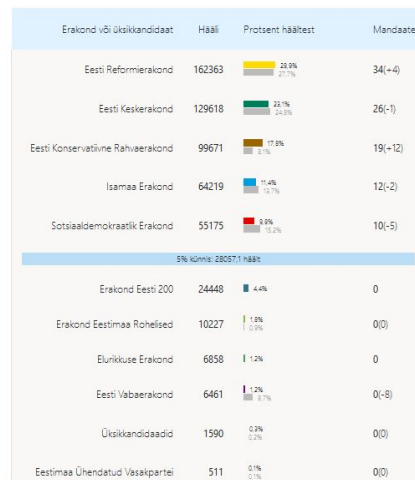 Erakond või üksikkandidaat Hääli Protsent häältest Mandaate
Eesti Reformierakond 162363 28,9% 34(+4)
27,7%
Eesti Keskerakond 129618 23,1% 26(-1)
24,8%
Eesti Konservatiivne Rahvaerakond 99671 17,8% 19(+12)
8,1%
Isamaa Erakond 64219 11,4% 12(-2)
13,7%
Sotsiaaldemokraatlik Erakond 55175 9,8% 10(-5)
15,2%
5% künnis: 28057,1 häält
Erakond Eesti 200 24448 4,4% 0
Erakond Eestimaa Rohelised 10227 1,8% 0(0)
0,9%
Elurikkuse Erakond 6858 1,2% 0
Eesti Vabaerakond 6461 1,2% 0(-8)
8,7%
Üksikkandidaadid 1590 0,3% 0(0)
0,2%
Eestimaa Ühendatud Vasakpartei 511 0,1% 0(0)
0,1%